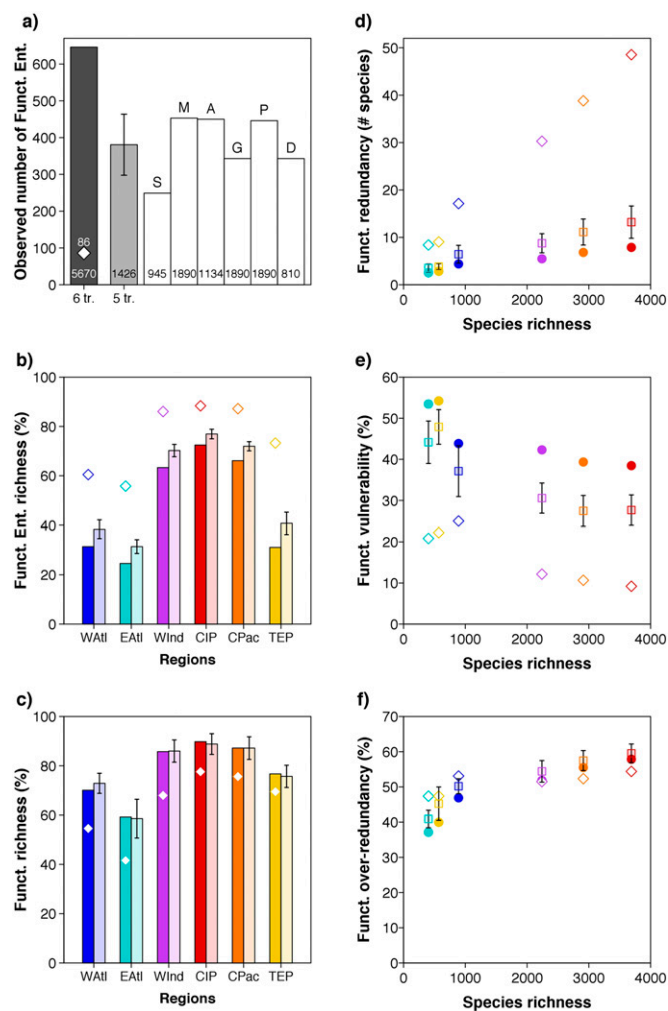 a)
Observed number of Funct. Ent.
600
500
400
300
200
100
0
86
5670
6 tr.
1426
5 tr.
S
945
M
1890
A
1134
G
1890
P
1890
D
810
b)
Funct. Ent. richness (%)
100
80
60
40
20
0
WAtl EAtl WInd CIP CPac TEP
Regions
c)
Funct. richness (%)
100
80
60
40
20
0
WAtl EAtl WInd CIP CPac TEP
Regions
d)
Funct. redundancy (# species)
50
40
30
20
10
0
0 1000 2000 3000 4000
Species richness
e)
Funct. vulnerability (%)
60
50
40
30
20
10
0
0 1000 2000 3000 4000
Species richness
f)
Funct. over-redundancy (%)
70
60
50
40
30
20
10
0
0 1000 2000 3000 4000
Species richness